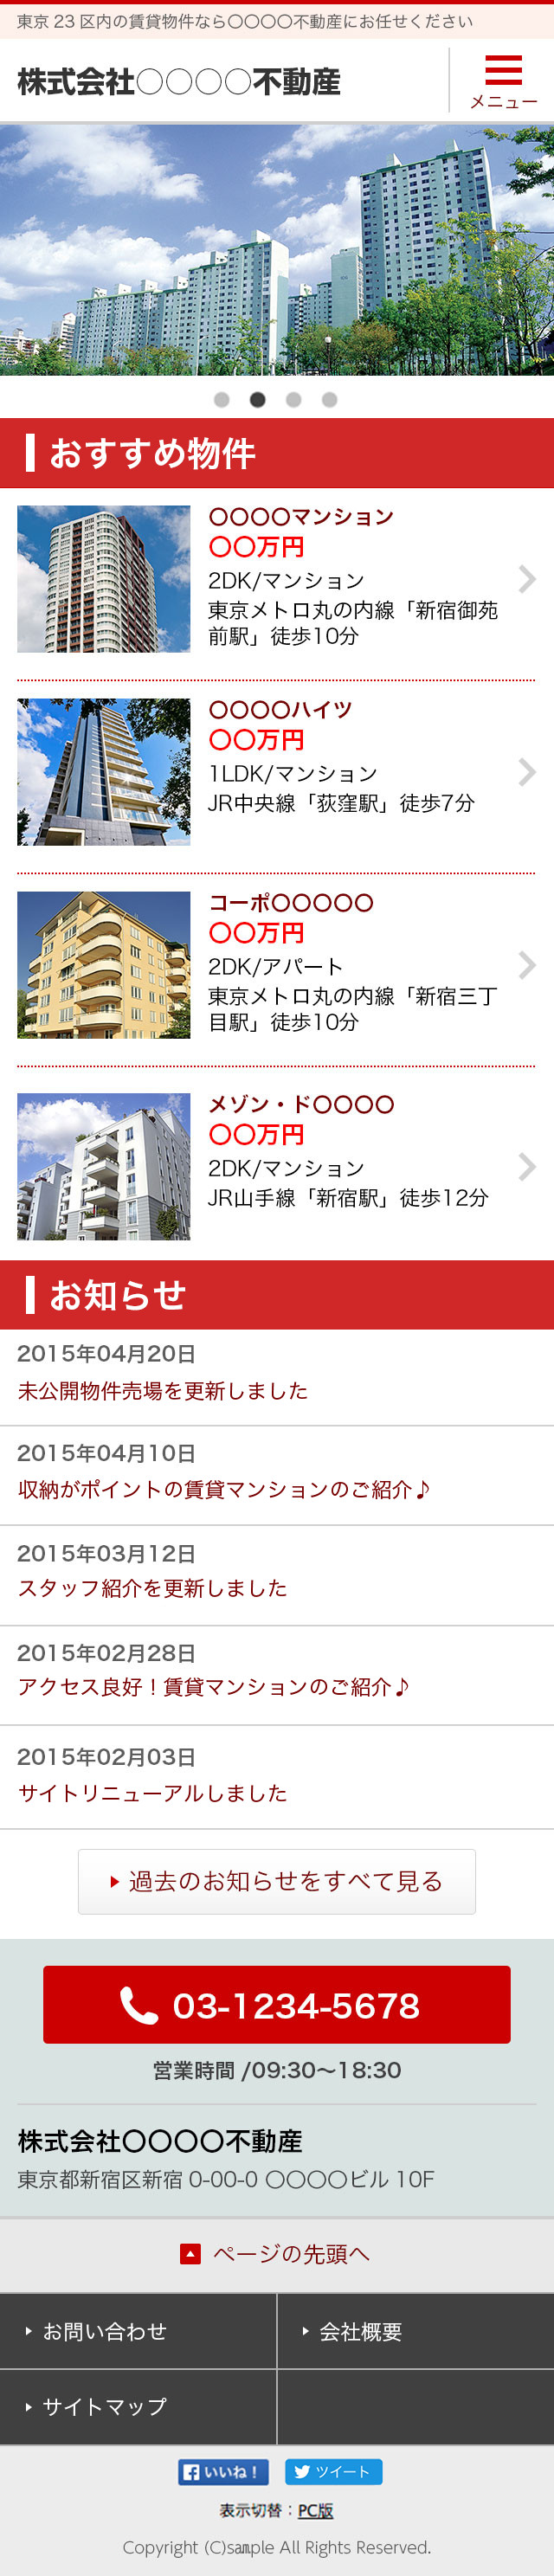 東京23区内の賃貸物件なら〇〇〇〇不動産にお任せください
株式会社〇〇〇〇不動産
メニュー
おすすめ物件
〇〇〇〇マンション
〇〇万円
2DK/マンション
東京メトロ丸の内線「新宿御苑
前駅」徒歩10分
〇〇〇〇ハイツ
〇〇万円
1LDK/マンション
JR中央線「荻窪駅」徒歩7分
コーポ〇〇〇〇〇
〇〇万円
2DK/アパート
東京メトロ丸の内線「新宿三丁
目駅」徒歩10分
メゾン・ド〇〇〇〇
〇〇万円
2DK/マンション
JR山手線「新宿駅」徒歩12分
お知らせ
2015年04月20日
未公開物件売場を更新しました
2015年04月10日
収納がポイントの賃貸マンションのご紹介♪
2015年03月12日
スタッフ紹介を更新しました
2015年02月28日
アクセス良好！賃貸マンションのご紹介♪
2015年02月03日
サイトリニューアルしました
過去のお知らせをすべて見る
03-1234-5678
営業時間 /09:30〜18:30
株式会社〇〇〇〇不動産
東京都新宿区新宿 0-00-0 〇〇〇〇ビル 10F
ページの先頭へ
お問い合わせ
会社概要
サイトマップ
いいね！
ツイート
表示切替：PC版
Copyright (C)sample All Rights Reserved.